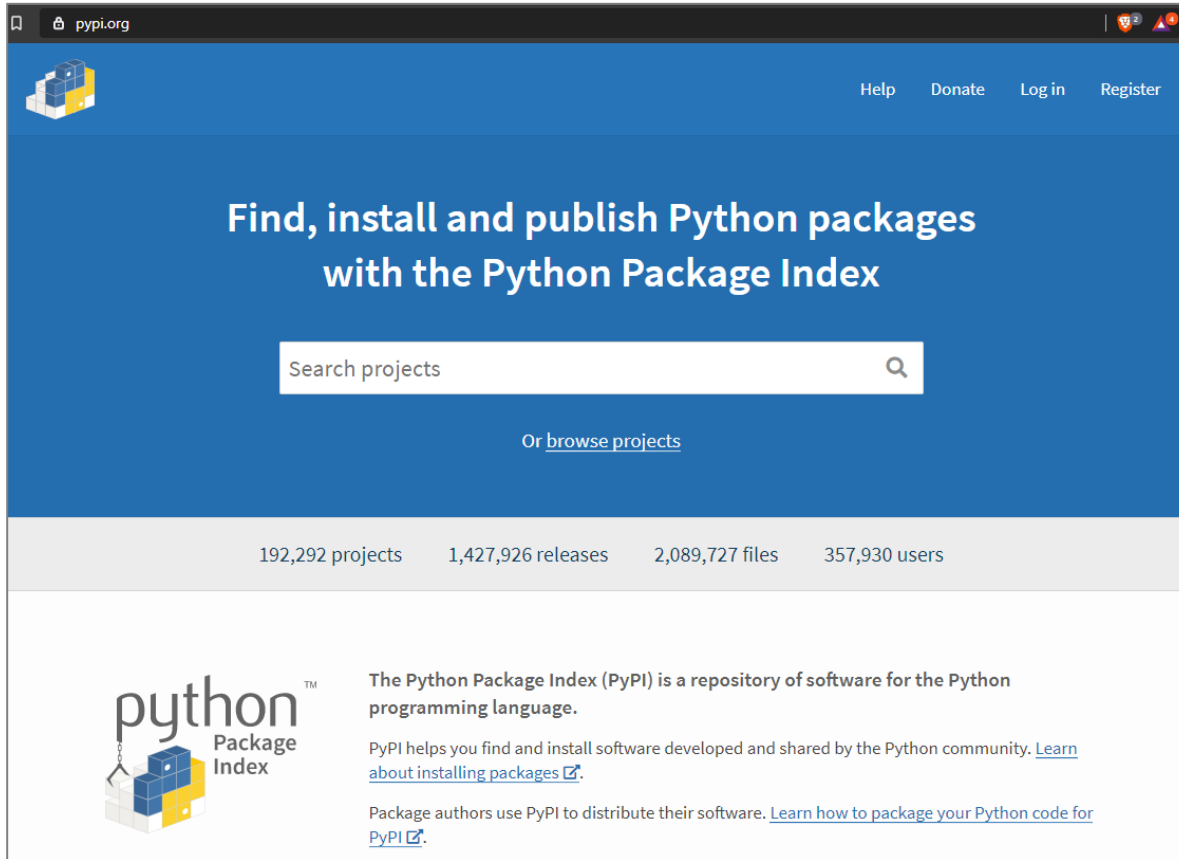 pypi.org
2
4
Help Donate Log in Register
Find, install and publish Python packages
with the Python Package Index
Search projects
Or browse projects
192,292 projects 1,427,926 releases 2,089,727 files 357,930 users
python™
Package
Index
The Python Package Index (PyPI) is a repository of software for the Python
programming language.
PyPI helps you find and install software developed and shared by the Python community. Learn
about installing packages.
Package authors use PyPI to distribute their software. Learn how to package your Python code for
PyPI.